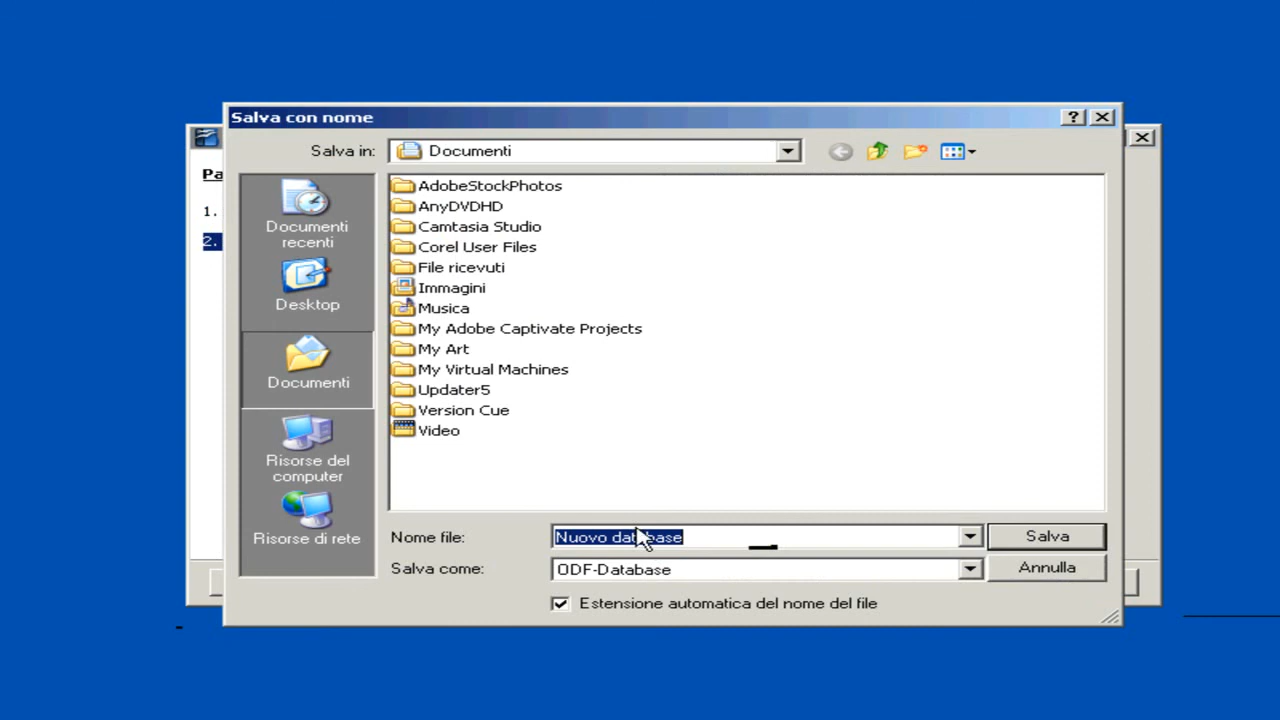 Salva con nome
Salva in:
Documenti
Pa
1.
2.
Documenti
recenti
Desktop
Documenti
Risorse del
computer
Risorse di rete
AdobeStockPhotos
AnyDVDHD
Camtasia Studio
Corel User Files
File ricevuti
Immagini
Musica
My Adobe Captivate Projects
My Art
My Virtual Machines
Updater5
Version Cue
Video
Nome file:
Nuovo database
Salva
Salva come:
ODF-Database
Annulla
Estensione automatica del nome del file